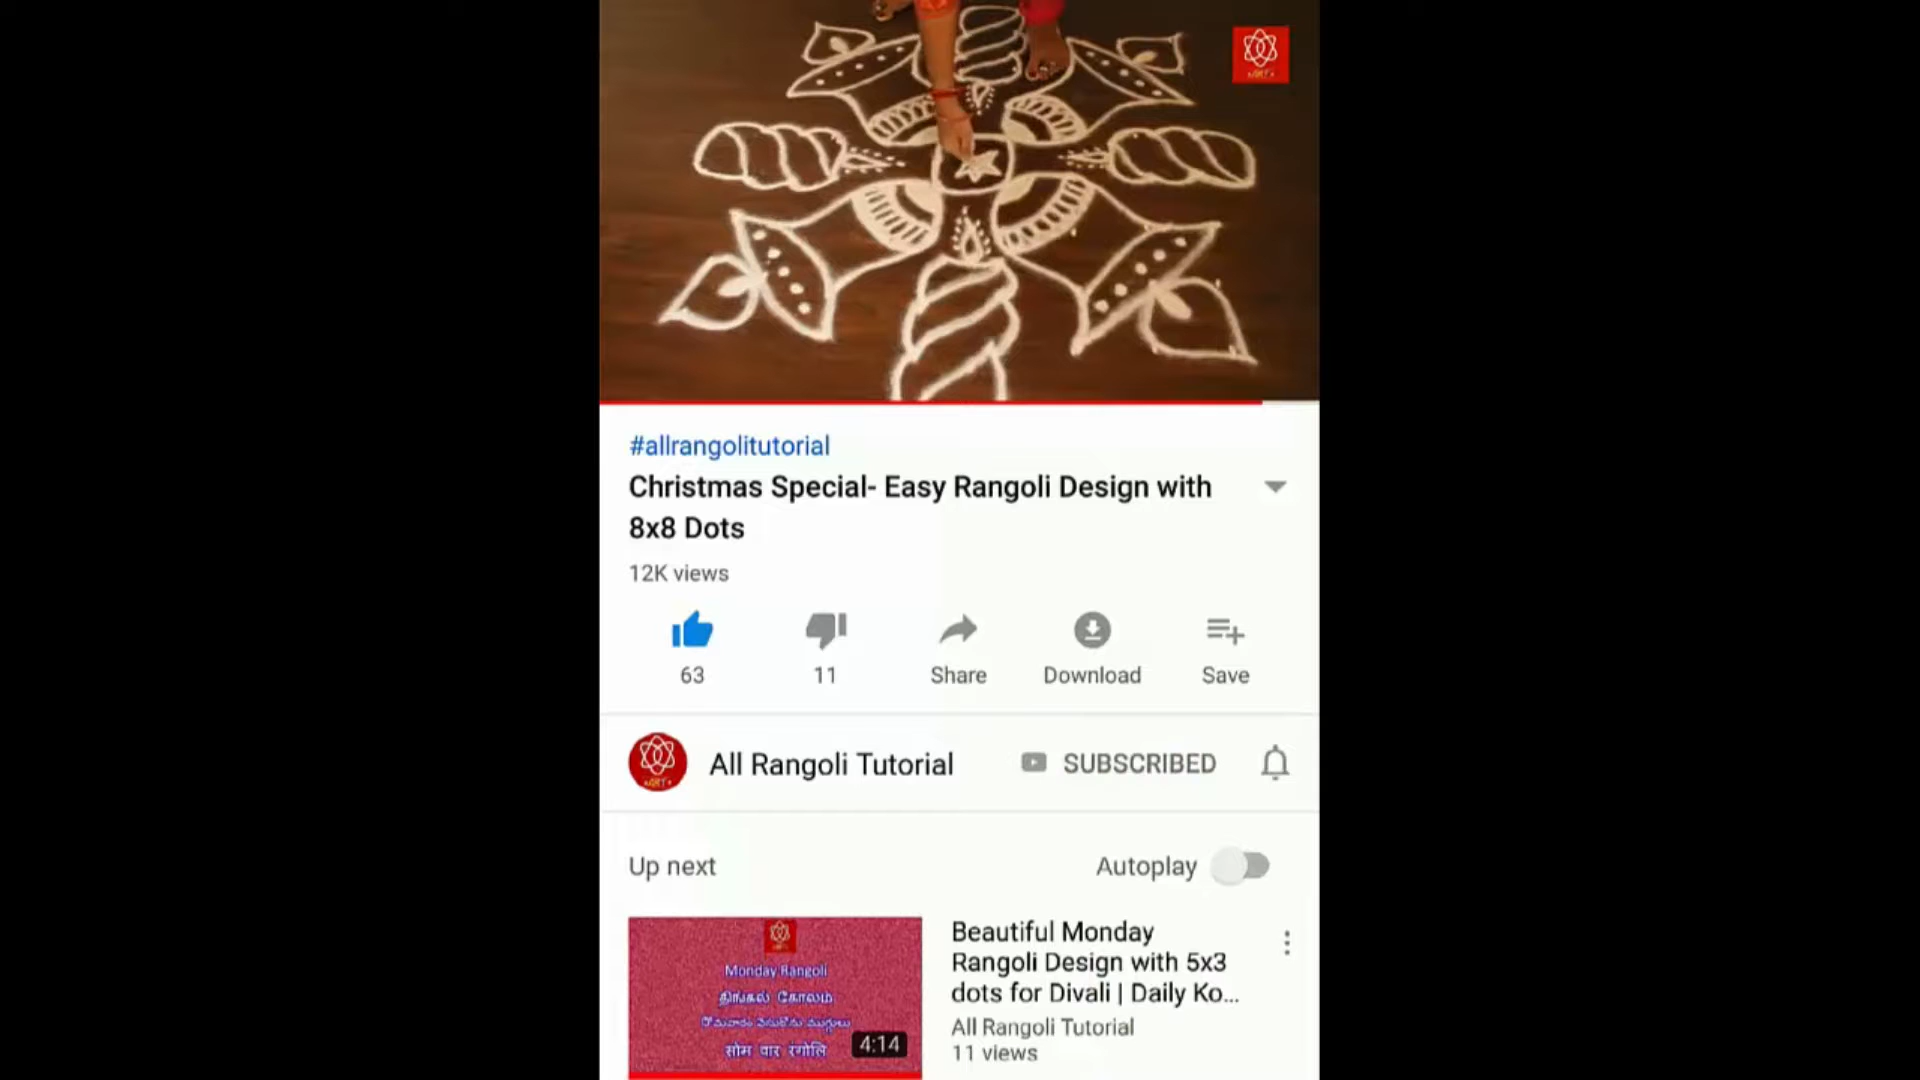 #allrangolitutorial
Christmas Special- Easy Rangoli Design with
8x8 Dots
12K views
63
11
Share
Download
Save
All Rangoli Tutorial
SUBSCRIBED
Up next
Autoplay
Monday Rangoli
திங்கல் கோலம்
सोम वार रंगोलि
4:14
Beautiful Monday
Rangoli Design with 5x3
dots for Divali | Daily Ko...
All Rangoli Tutorial
11 views